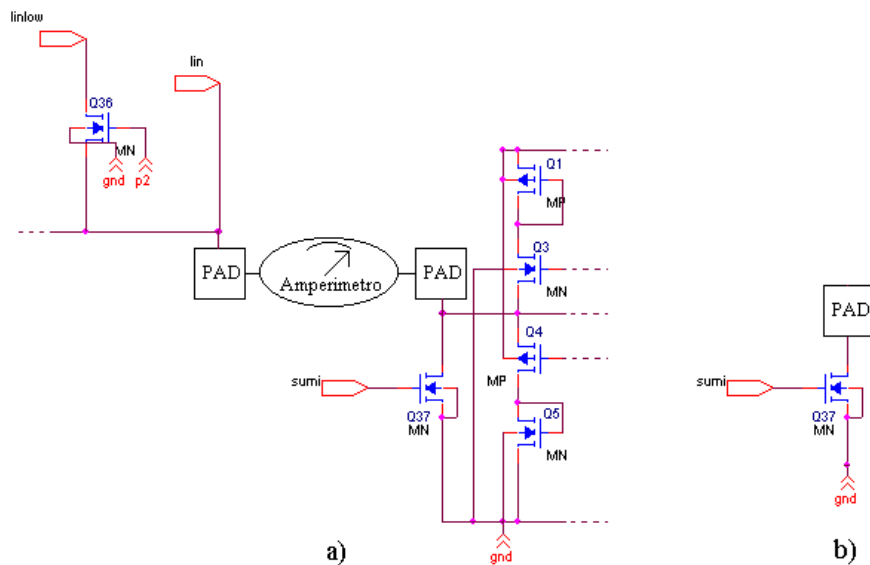 linlow
lin
Q36
MN
gnd p2
Q1
MP
PAD
Amperimetro
PAD
Q3
MN
PAD
Q4
MP
sumi
Q37
MN
Q5
MN
sumi
Q37
MN
gnd
gnd
a)
b)